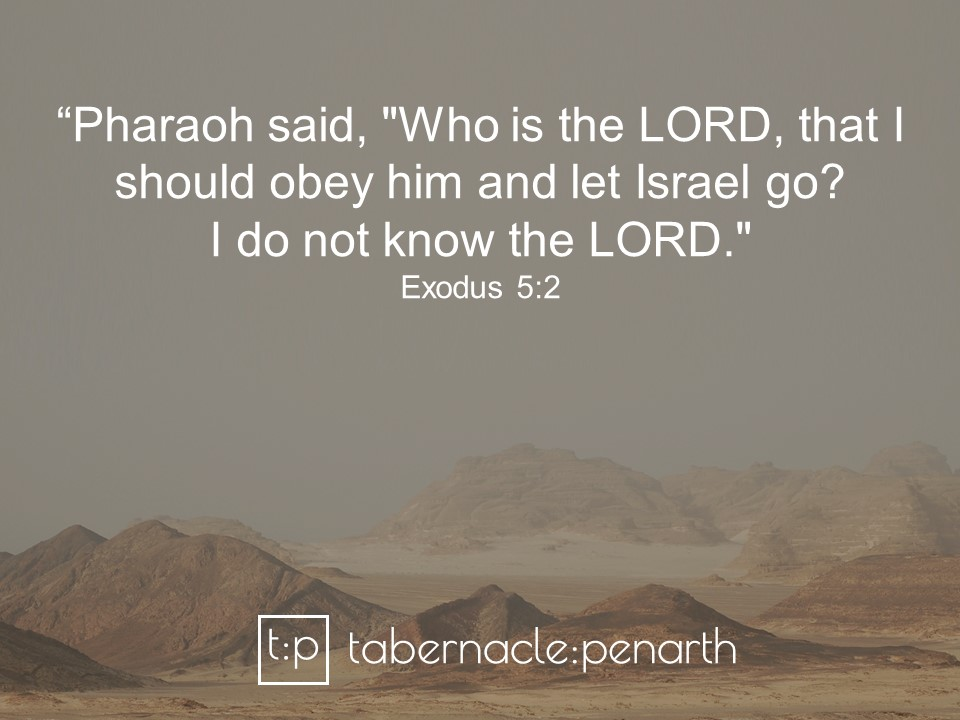 “Pharaoh said, "Who is the LORD, that I
should obey him and let Israel go?
I do not know the LORD."
Exodus 5:2
t:p tabernacle:penarth